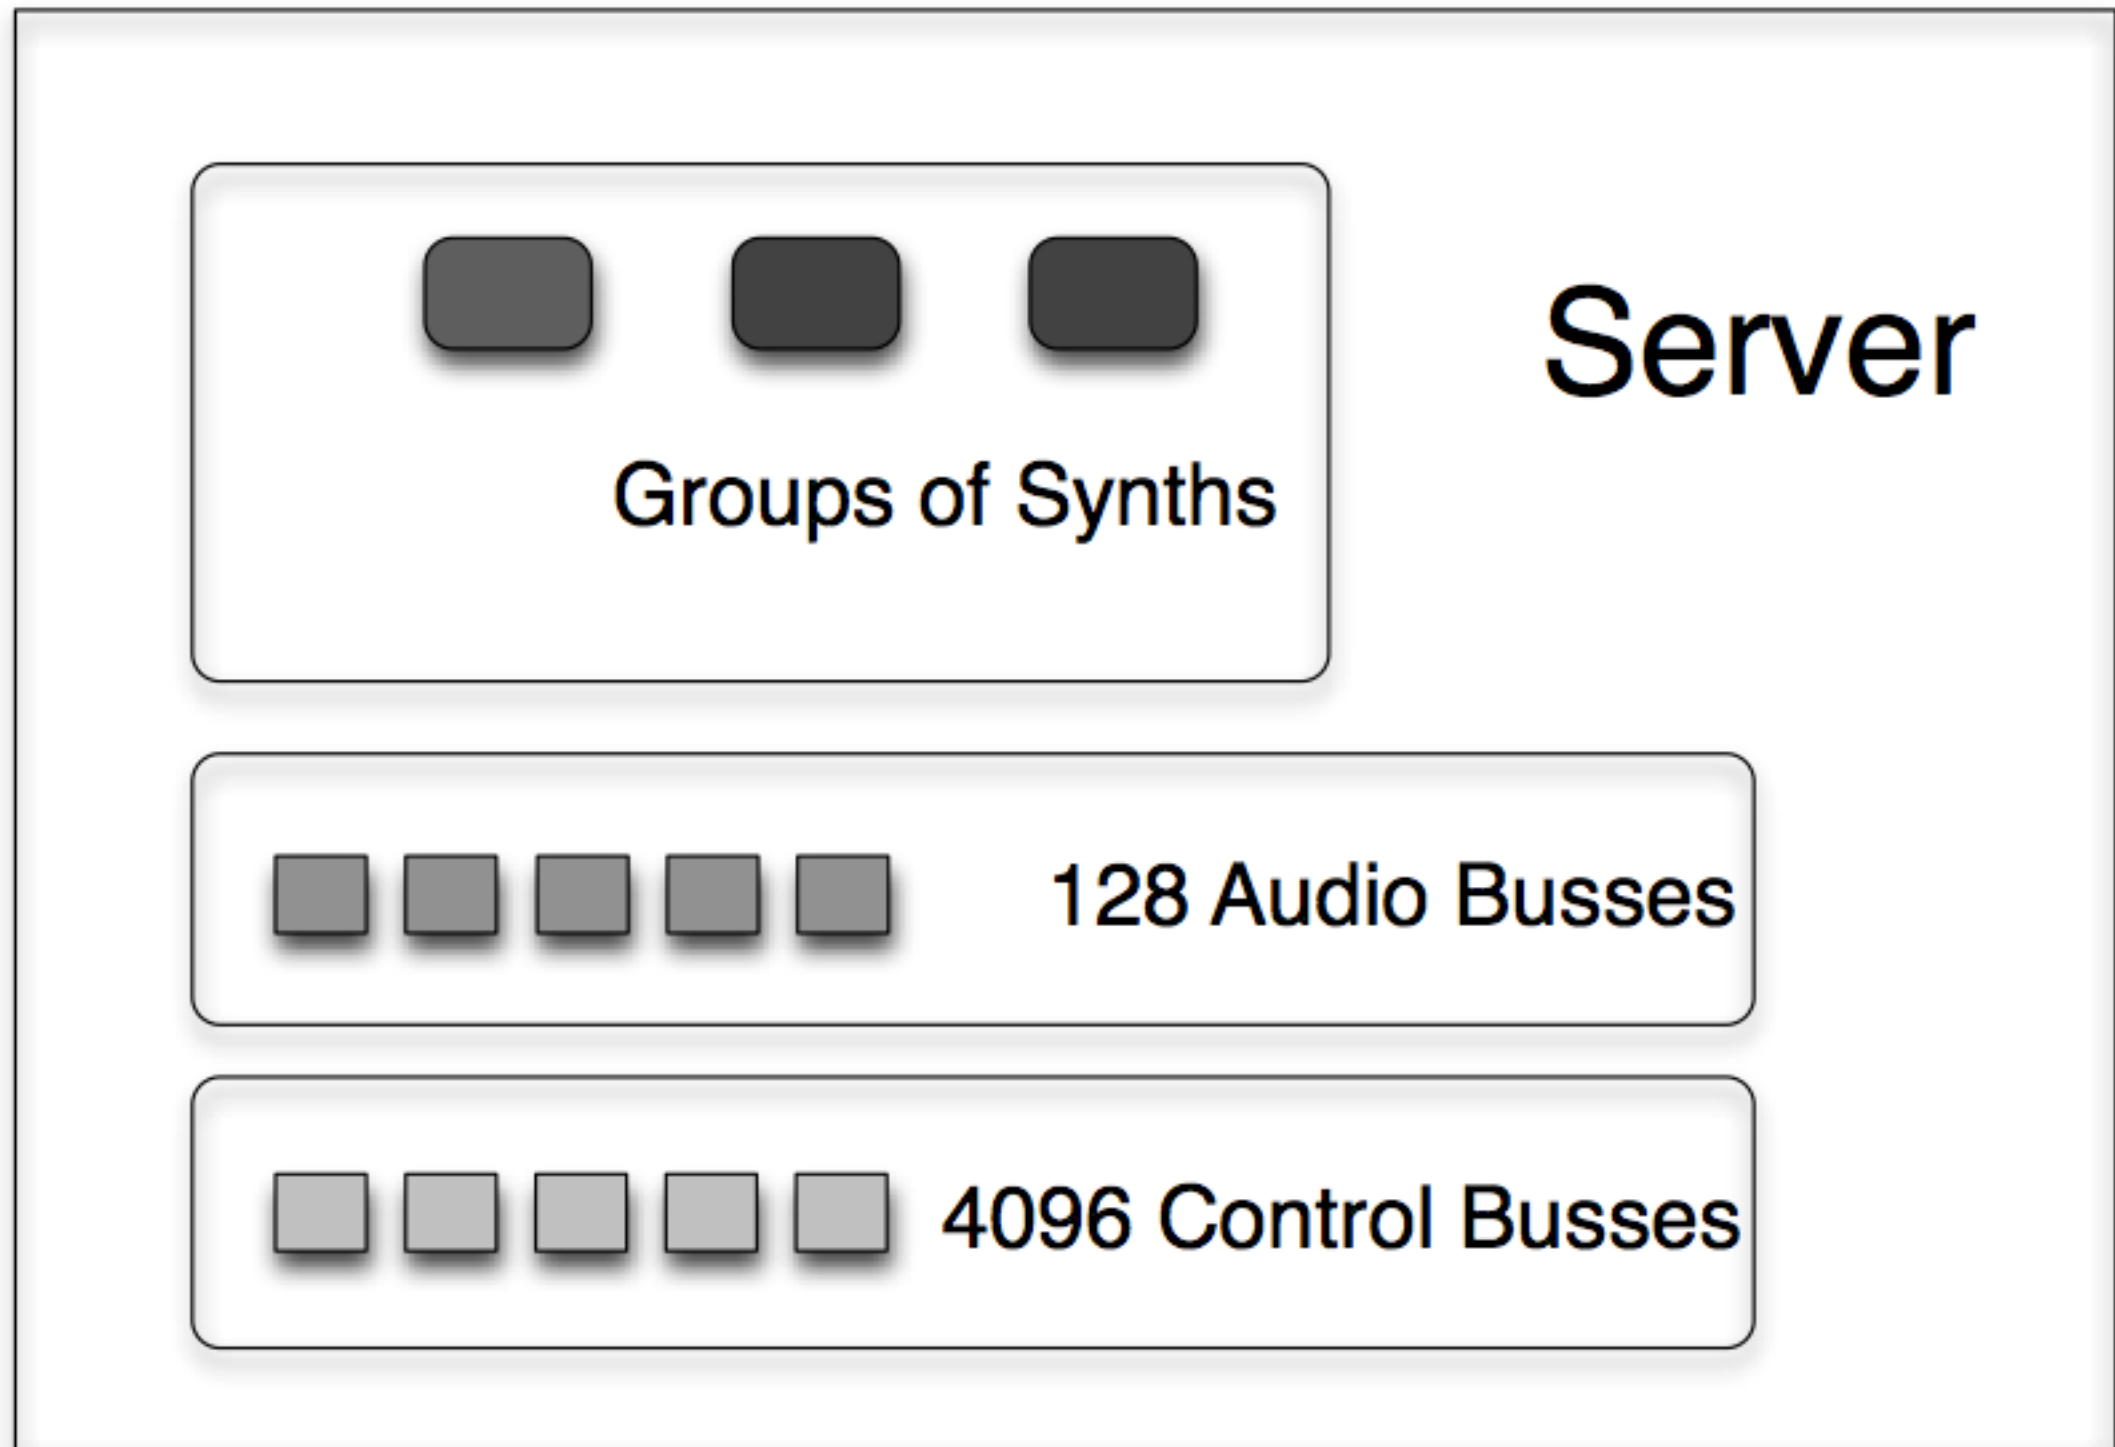 Server
Groups of Synths
128 Audio Busses
4096 Control Busses